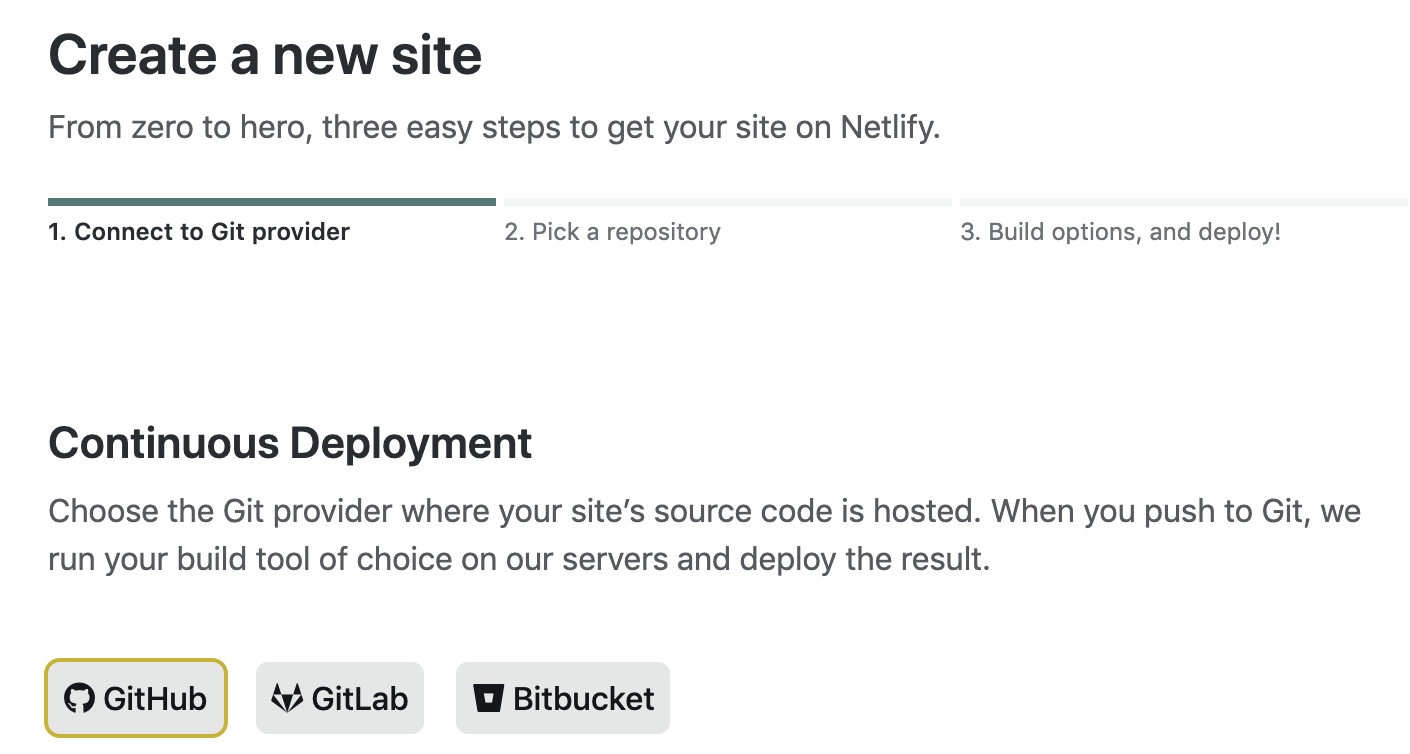 Create a new site
From zero to hero, three easy steps to get your site on Netlify.
1. Connect to Git provider
2. Pick a repository
3. Build options, and deploy!
Continuous Deployment
Choose the Git provider where your site’s source code is hosted. When you push to Git, we
run your build tool of choice on our servers and deploy the result.
GitHub
GitLab
Bitbucket